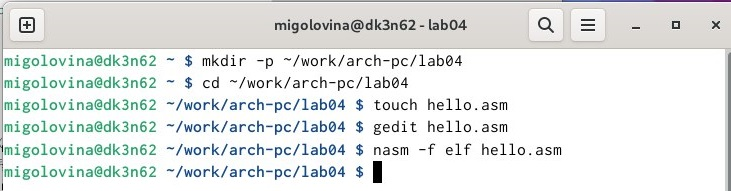 migolovina@dk3n62 - lab04
migolovina@dk3n62 ~ $ mkdir -p ~/work/arch-pc/lab04
migolovina@dk3n62 ~ $ cd ~/work/arch-pc/lab04
migolovina@dk3n62 ~/work/arch-pc/lab04 $ touch hello.asm
migolovina@dk3n62 ~/work/arch-pc/lab04 $ gedit hello.asm
migolovina@dk3n62 ~/work/arch-pc/lab04 $ nasm -f elf hello.asm
migolovina@dk3n62 ~/work/arch-pc/lab04 $